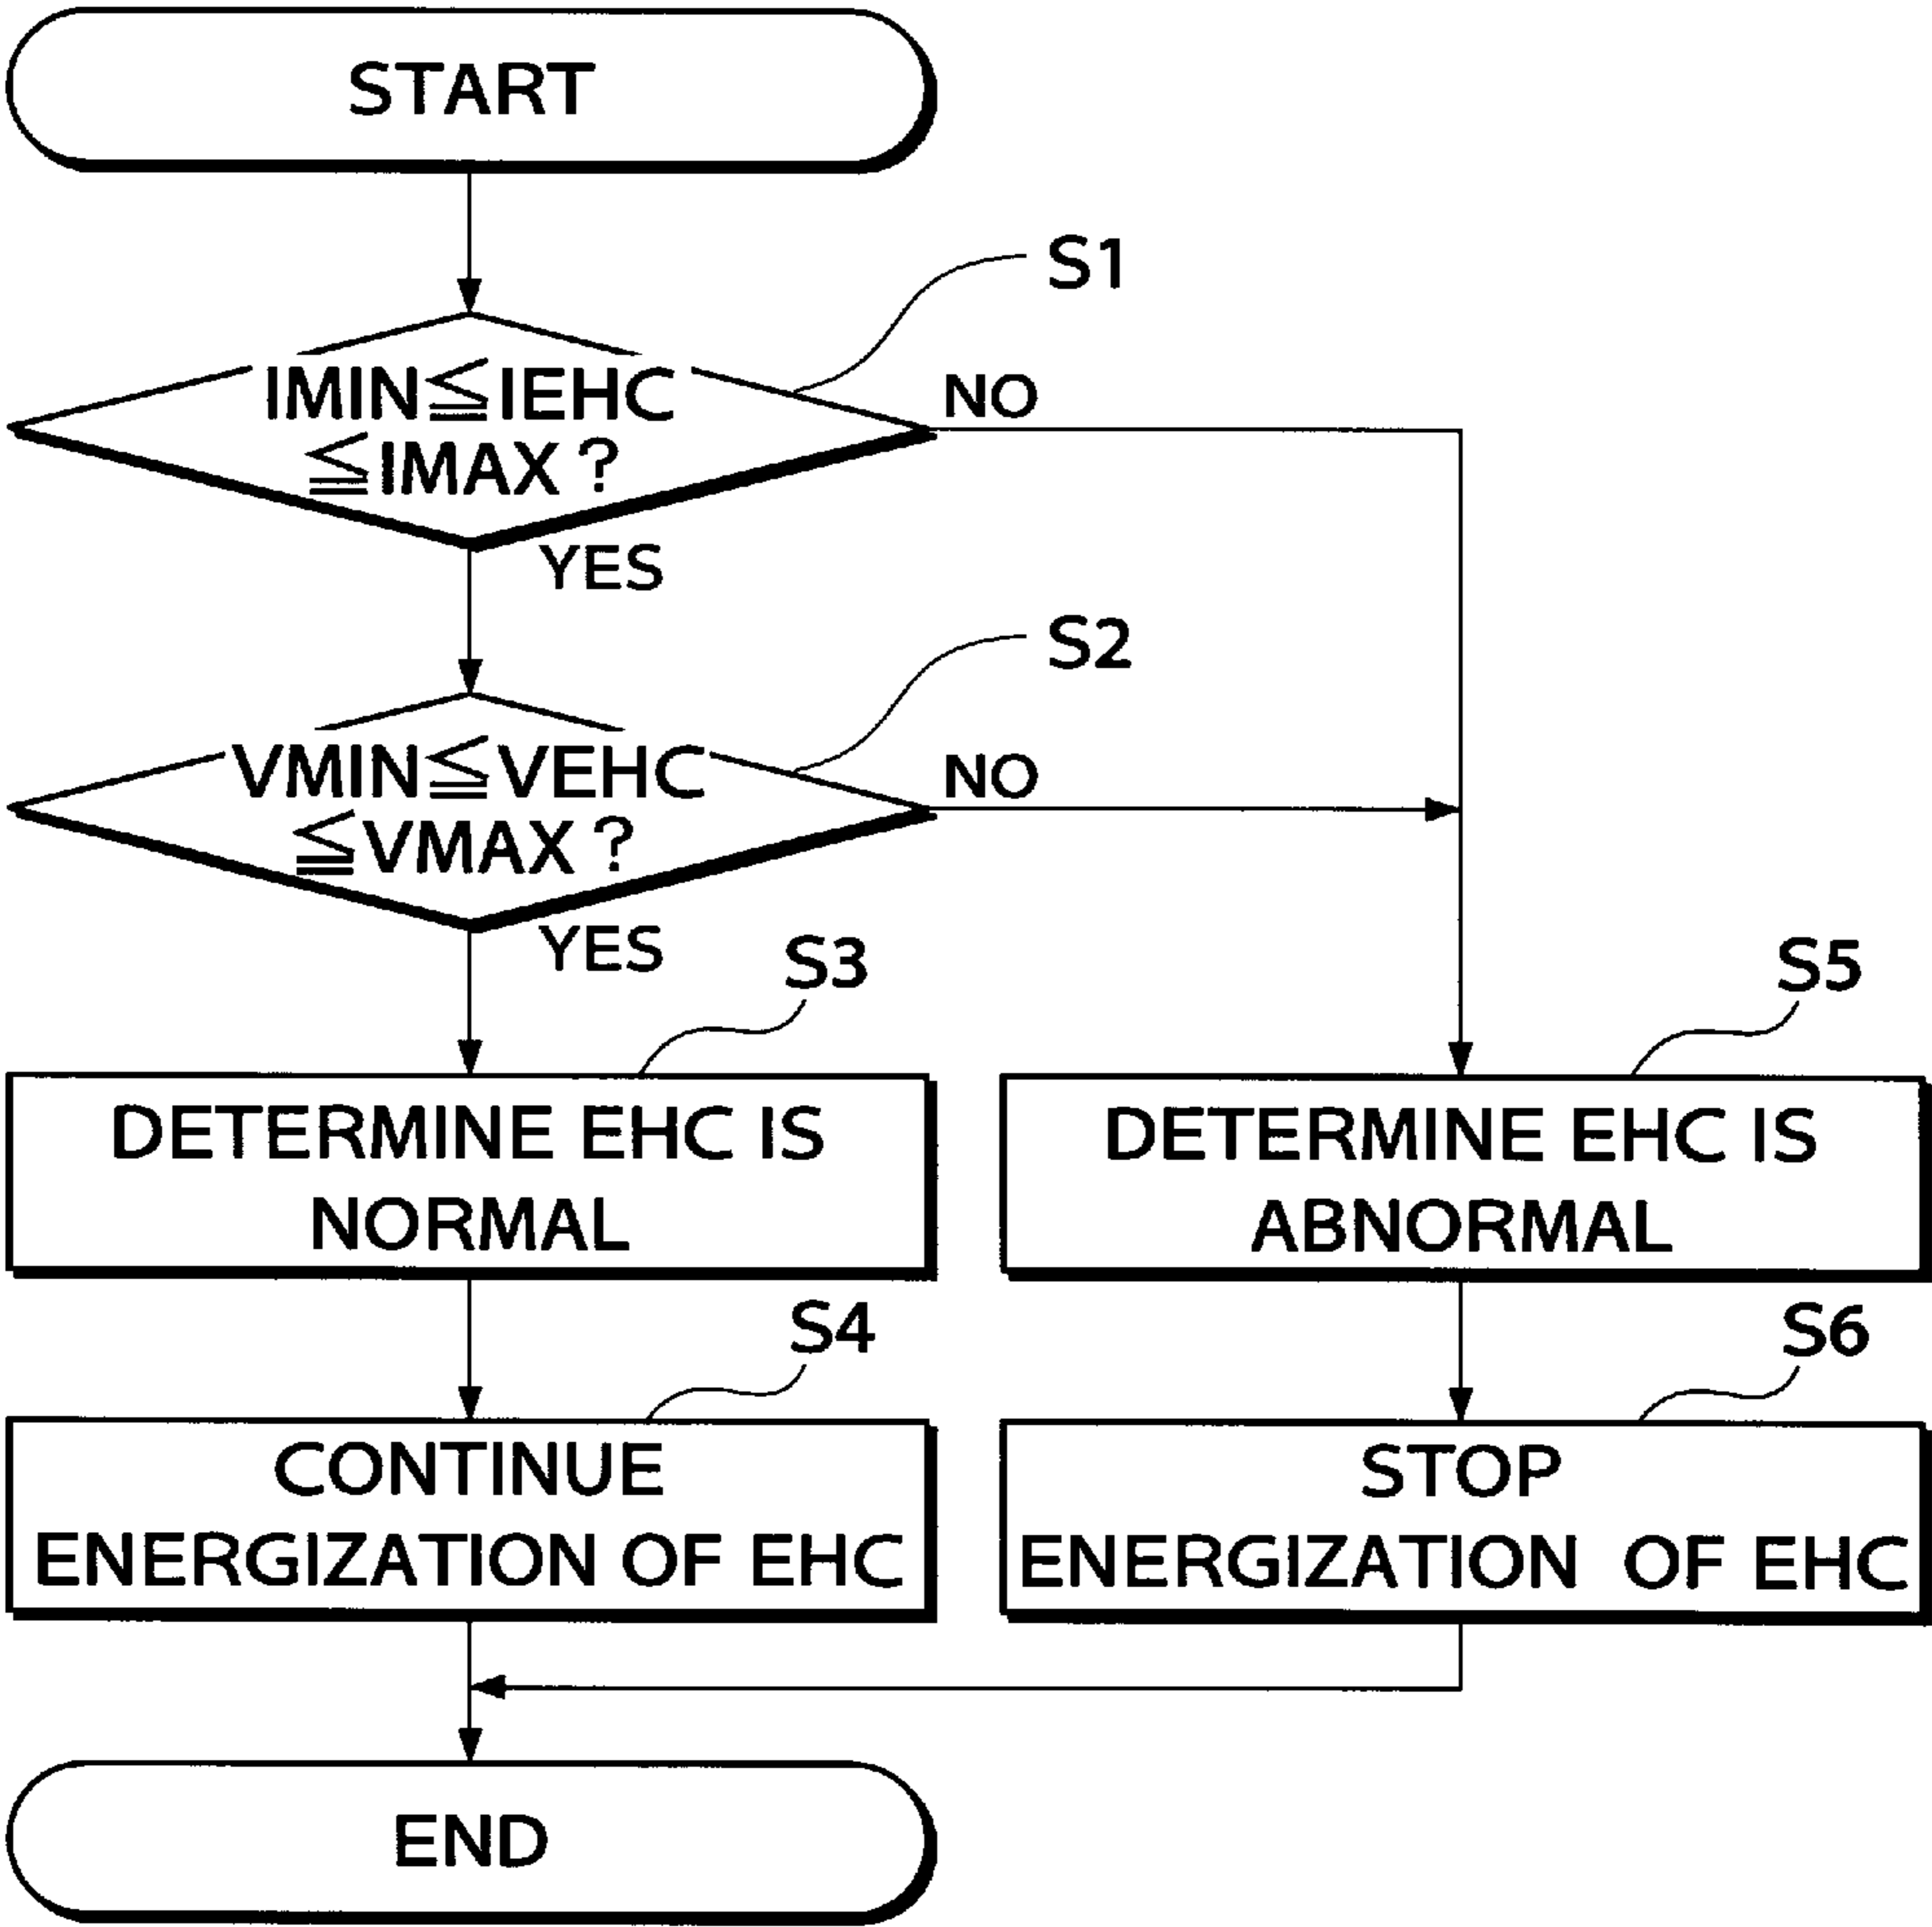 START
S1
IMIN≦IEHC
≦IMAX ?
NO
YES
S2
VMIN≦VEHC
≦VMAX ?
NO
YES
S3
DETERMINE EHC IS
NORMAL
S5
DETERMINE EHC IS
ABNORMAL
S4
CONTINUE
ENERGIZATION OF EHC
S6
STOP
ENERGIZATION OF EHC
END